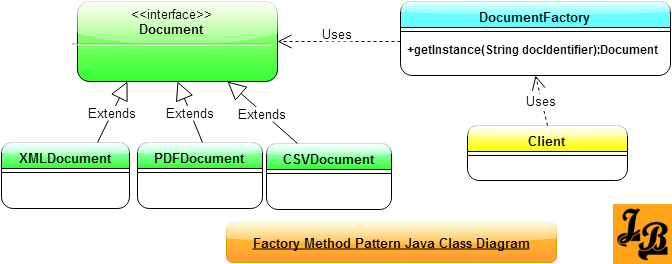 <<interface>>
Document
Uses
DocumentFactory
+getInstance(String docIdentifier):Document
Extends
Extends
Extends
Uses
XMLDocument
PDFDocument
CSVDocument
Client
Factory Method Pattern Java Class Diagram
JB